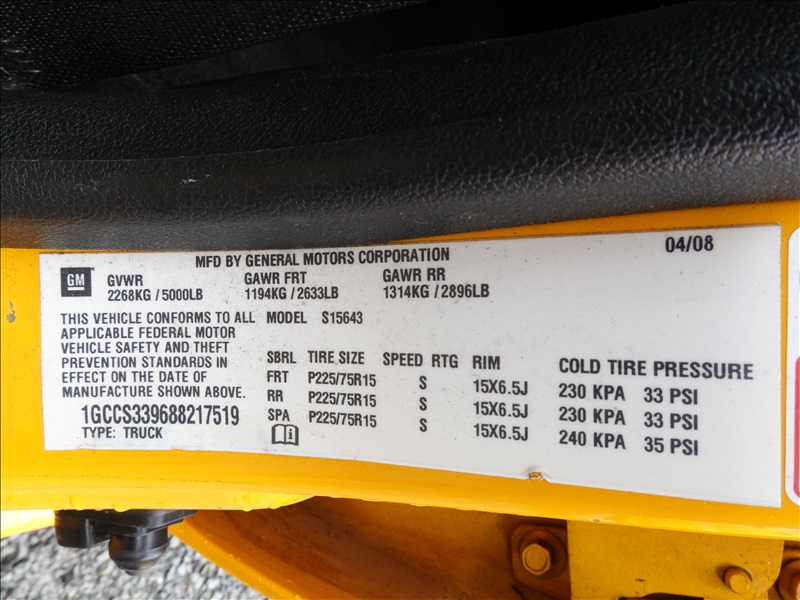 MFD BY GENERAL MOTORS CORPORATION 04/08
GM GVWR GAWR FRT GAWR RR
2268KG / 5000LB 1194KG / 2633LB 1314KG / 2896LB
THIS VEHICLE CONFORMS TO ALL MODEL S15643
APPLICABLE FEDERAL MOTOR
VEHICLE SAFETY AND THEFT
PREVENTION STANDARDS IN
EFFECT ON THE DATE OF
MANUFACTURE SHOWN ABOVE.
1GCCS339688217519
TYPE: TRUCK
SBRL TIRE SIZE SPEED RTG RIM COLD TIRE PRESSURE
FRT P225/75R15 S 15X6.5J 230 KPA 33 PSI
RR P225/75R15 S 15X6.5J 230 KPA 33 PSI
SPA P225/75R15 S 15X6.5J 240 KPA 35 PSI